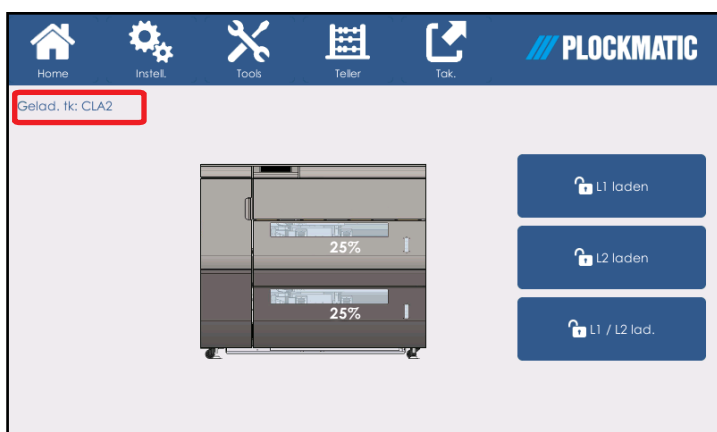 Home
Instell.
Tools
Teller
Tak.
PLOCKMATIC
Gelad. tk: CLA2
L1 laden
25%
L2 laden
25%
L1 / L2 lad.